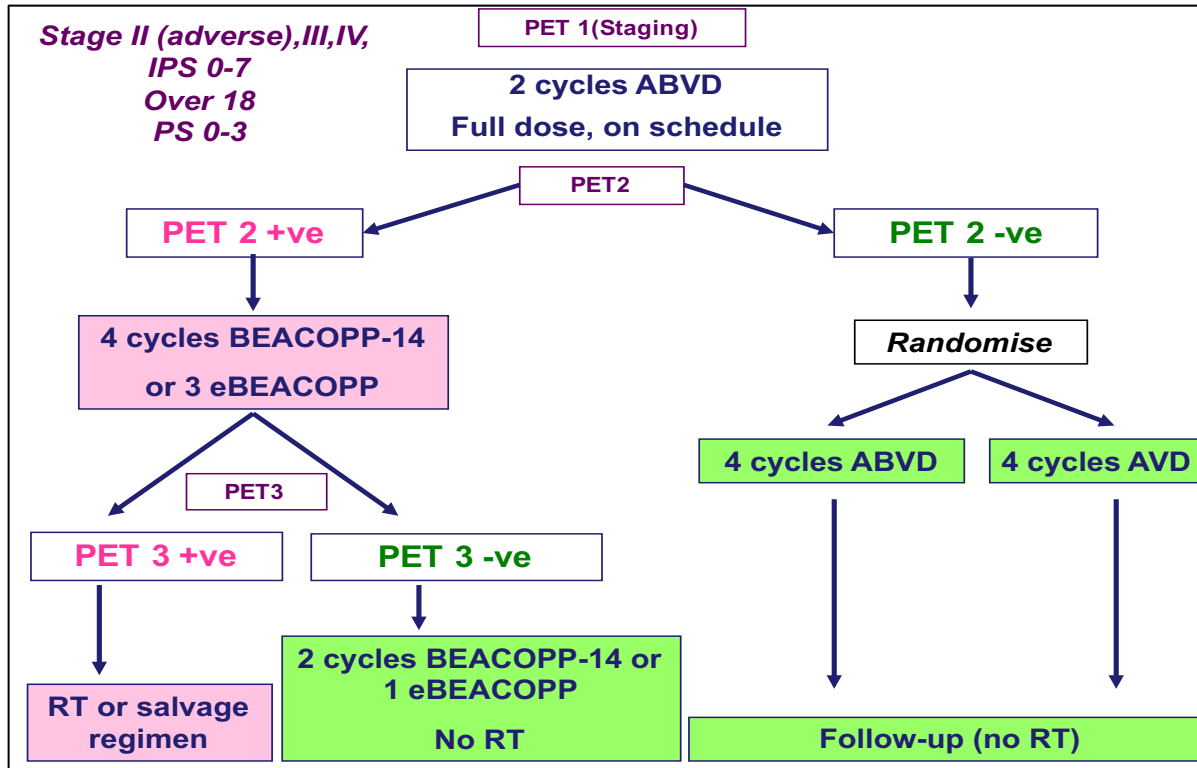 Stage II (adverse),III,IV,
IPS 0-7
Over 18
PS 0-3
PET 1(Staging)
2 cycles ABVD
Full dose, on schedule
PET2
PET 2 +ve
PET 2 -ve
4 cycles BEACOPP-14
or 3 eBEACOPP
Randomise
4 cycles ABVD
4 cycles AVD
PET3
PET 3 +ve
PET 3 -ve
RT or salvage
regimen
2 cycles BEACOPP-14 or
1 eBEACOPP
No RT
Follow-up (no RT)